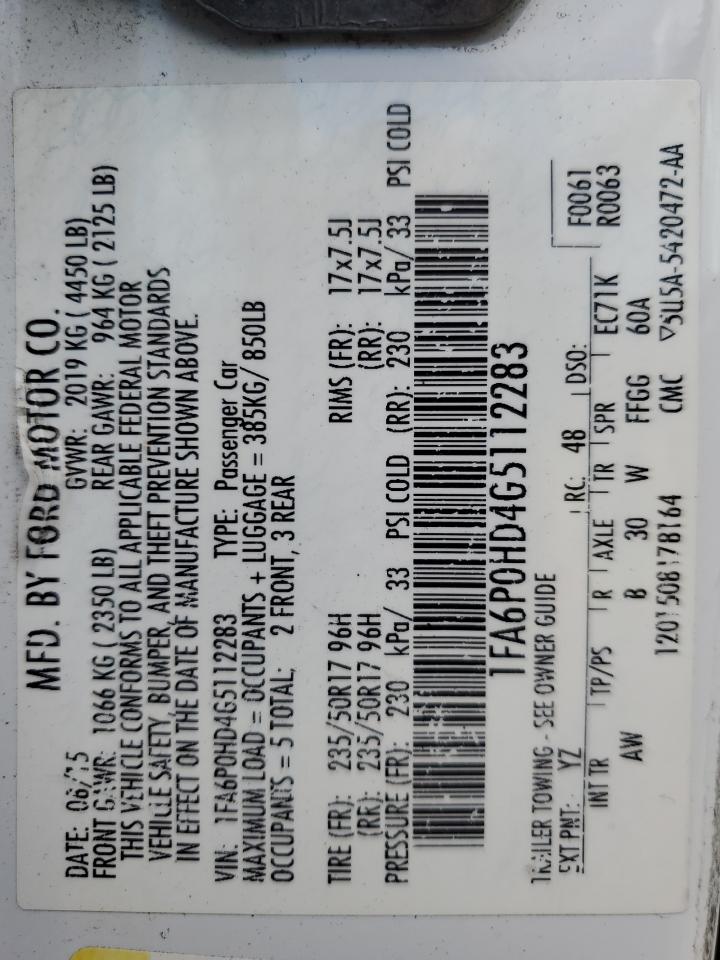 MFD. BY FORD MOTOR CO.
DATE: 06/15 GVWR: 2019 KG ( 4450 LB)
FRONT GAWR: 1066 KG ( 2350 LB) REAR GAWR: 964 KG ( 2125 LB)
THIS VEHICLE CONFORMS TO ALL APPLICABLE FEDERAL MOTOR
VEHICLE SAFETY, BUMPER, AND THEFT PREVENTION STANDARDS
IN EFFECT ON THE DATE OF MANUFACTURE SHOWN ABOVE.
VIN: 1FA6P0HD4G5112283 TYPE: Passenger Car
MAXIMUM LOAD = OCCUPANTS + LUGGAGE = 385KG/ 850LB
OCCUPANTS = 5 TOTAL; 2 FRONT, 3 REAR
TIRE (FR): 235/50R17 96H RIMS (FR): 17x7.5J
(RR): 235/50R17 96H (RR): 17x7.5J
PRESSURE (FR): 230 kPa/ 33 PSI COLD (RR): 230 kPa/ 33 PSI COLD
1FA6P0HD4G5112283
TRAILER TOWING - SEE OWNER GUIDE
EXT PNT: YZ RC: 48 DSO: F0061
R0063
INT TR TP/PS R AXLE TR SPR EC71K
AW B 30 W FFGG 60A
12015081 78164 CMC ▽5U5A-5420472-AA